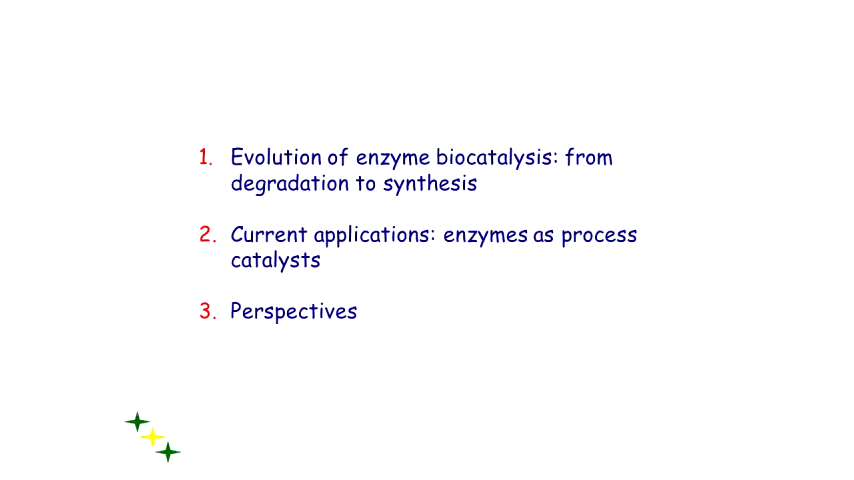 1. Evolution of enzyme biocatalysis: from
degradation to synthesis
2. Current applications: enzymes as process
catalysts
3. Perspectives